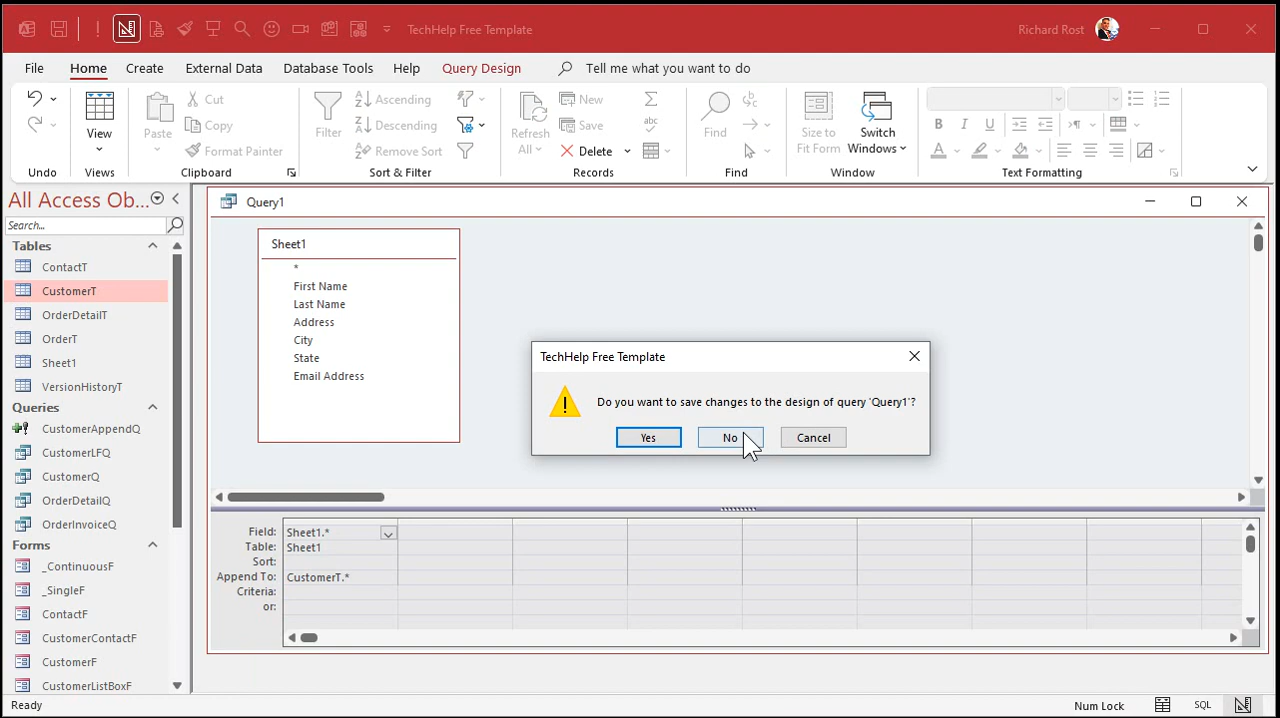 TechHelp Free Template
Richard Rost
File Home Create External Data Database Tools Help Query Design Tell me what you want to do
View
Paste
Cut
Copy
Format Painter
Filter
Ascending
Descending
Remove Sort
Refresh
All
New
Save
Delete
Find
Size to
Fit Form
Switch
Windows
B I U
A
Undo Views Clipboard Sort & Filter Records Find Window Text Formatting
All Access Ob...
Search...
Tables
ContactT
CustomerT
OrderDetailT
OrderT
Sheet1
VersionHistoryT
Queries
CustomerAppendQ
CustomerLFQ
CustomerQ
OrderDetailQ
OrderInvoiceQ
Forms
_ContinuousF
_SingleF
ContactF
CustomerContactF
CustomerF
CustomerListBoxF
Query1
Sheet1
*
First Name
Last Name
Address
City
State
Email Address
TechHelp Free Template
Do you want to save changes to the design of query 'Query1'?
Yes No Cancel
Field: Sheet1.*
Table: Sheet1
Sort:
Append To: CustomerT.*
Criteria:
or:
Ready
Num Lock
SQL